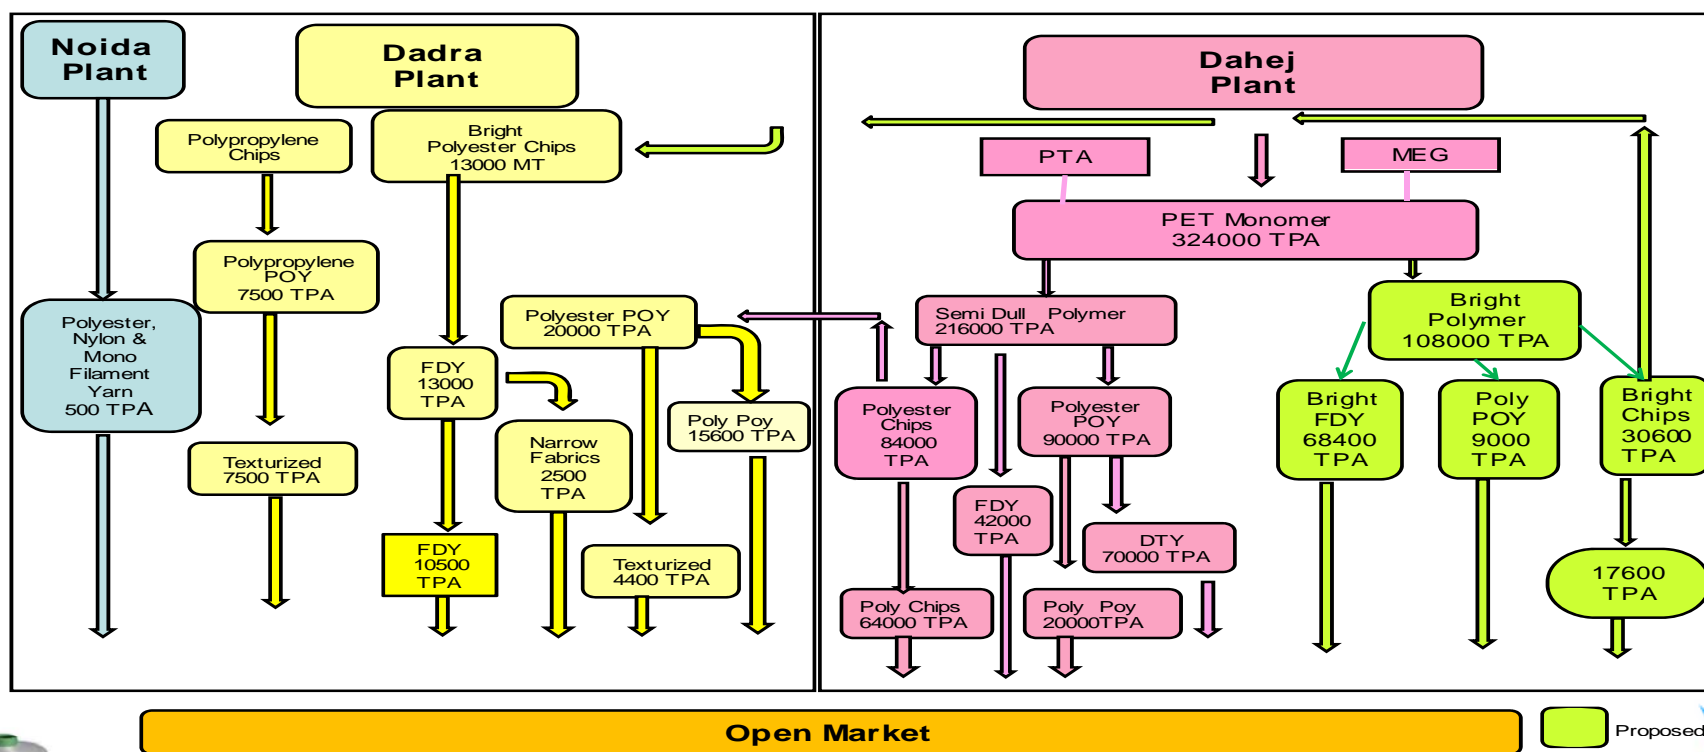 Noida
Plant
Polyester,
Nylon &
Mono
Filament
Yarn
500 TPA
Dadra
Plant
Polypropylene
Chips
Polypropylene
POY
7500 TPA
Texturized
7500 TPA
Bright
Polyester Chips
13000 MT
FDY
13000
TPA
FDY
10500
TPA
Narrow
Fabrics
2500
TPA
Polyester POY
20000 TPA
Texturized
4400 TPA
Poly Poy
15600 TPA
Dahej
Plant
PTA
MEG
PET Monomer
324000 TPA
Semi Dull Polymer
216000 TPA
Polyester
Chips
84000
TPA
Poly Chips
64000 TPA
FDY
42000
TPA
Polyester
POY
90000 TPA
DTY
70000 TPA
Poly Poy
20000TPA
Bright
Polymer
108000 TPA
Bright
FDY
68400
TPA
Poly
POY
9000
TPA
Bright
Chips
30600
TPA
17600
TPA
Open Market
Proposed